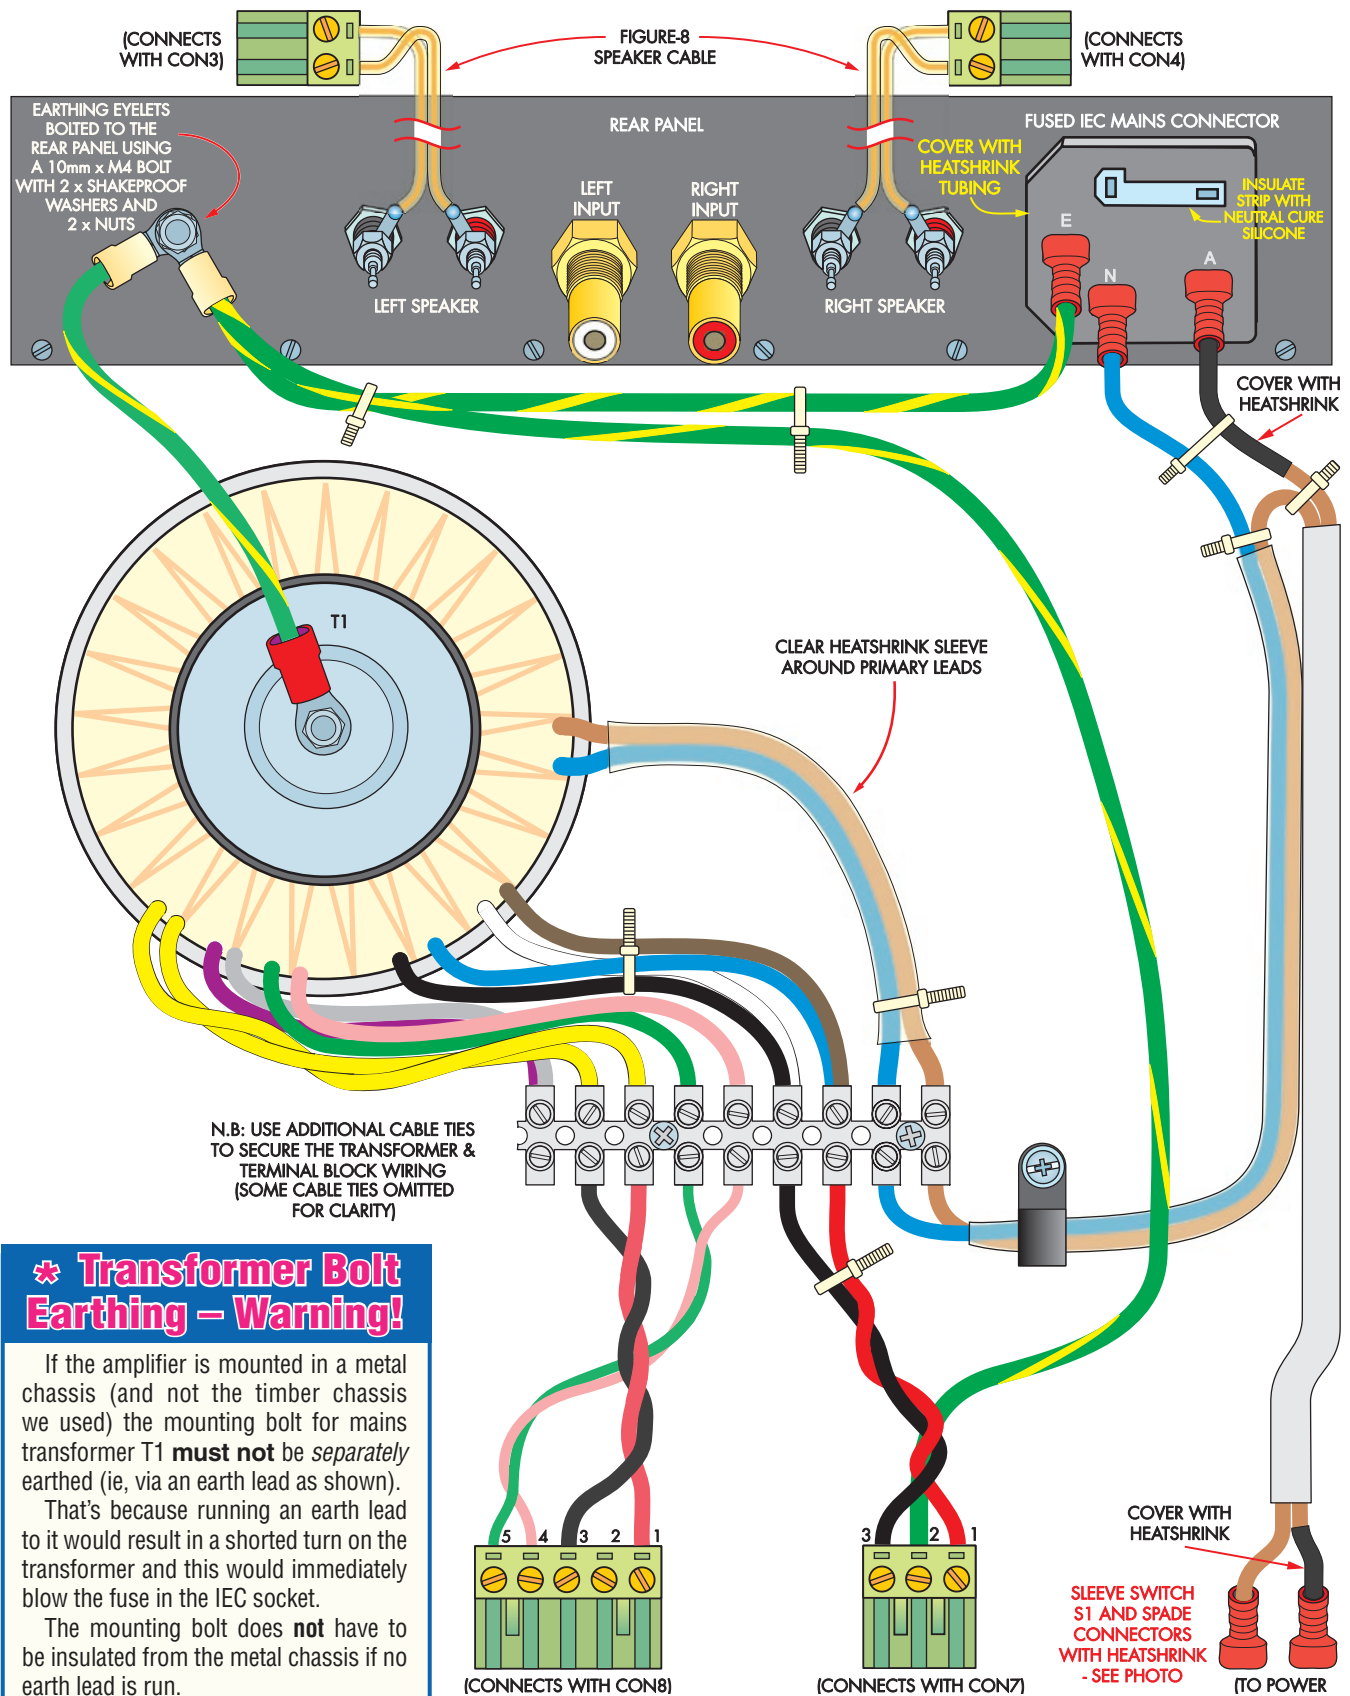 (CONNECTS
WITH CON3)
FIGURE-8
SPEAKER CABLE
(CONNECTS
WITH CON4)
EARTHING EYELETS
BOLTED TO THE
REAR PANEL USING
A 10mm x M4 BOLT
WITH 2 x SHAKEPROOF
WASHERS AND
2 x NUTS
REAR PANEL
FUSED IEC MAINS CONNECTOR
COVER WITH
HEATSHRINK
TUBING
INSULATE
STRIP WITH
NEUTRAL CURE
SILICONE
LEFT
INPUT
RIGHT
INPUT
E
N
A
LEFT SPEAKER
RIGHT SPEAKER
COVER WITH
HEATSHRINK
T1
CLEAR HEATSHRINK SLEEVE
AROUND PRIMARY LEADS
N.B: USE ADDITIONAL CABLE TIES
TO SECURE THE TRANSFORMER &
TERMINAL BLOCK WIRING
(SOME CABLE TIES OMITTED
FOR CLARITY)
* Transformer Bolt
Earthing – Warning!
If the amplifier is mounted in a metal
chassis (and not the timber chassis
we used) the mounting bolt for mains
transformer T1 must not be separately
earthed (ie, via an earth lead as shown).
That's because running an earth lead
to it would result in a shorted turn on the
transformer and this would immediately
blow the fuse in the IEC socket.
The mounting bolt does not have to
be insulated from the metal chassis if no
earth lead is run.
5 4 3 2 1
(CONNECTS WITH CON8)
3 2 1
(CONNECTS WITH CON7)
COVER WITH
HEATSHRINK
SLEEVE SWITCH
S1 AND SPADE
CONNECTORS
WITH HEATSHRINK
- SEE PHOTO
(TO POWER